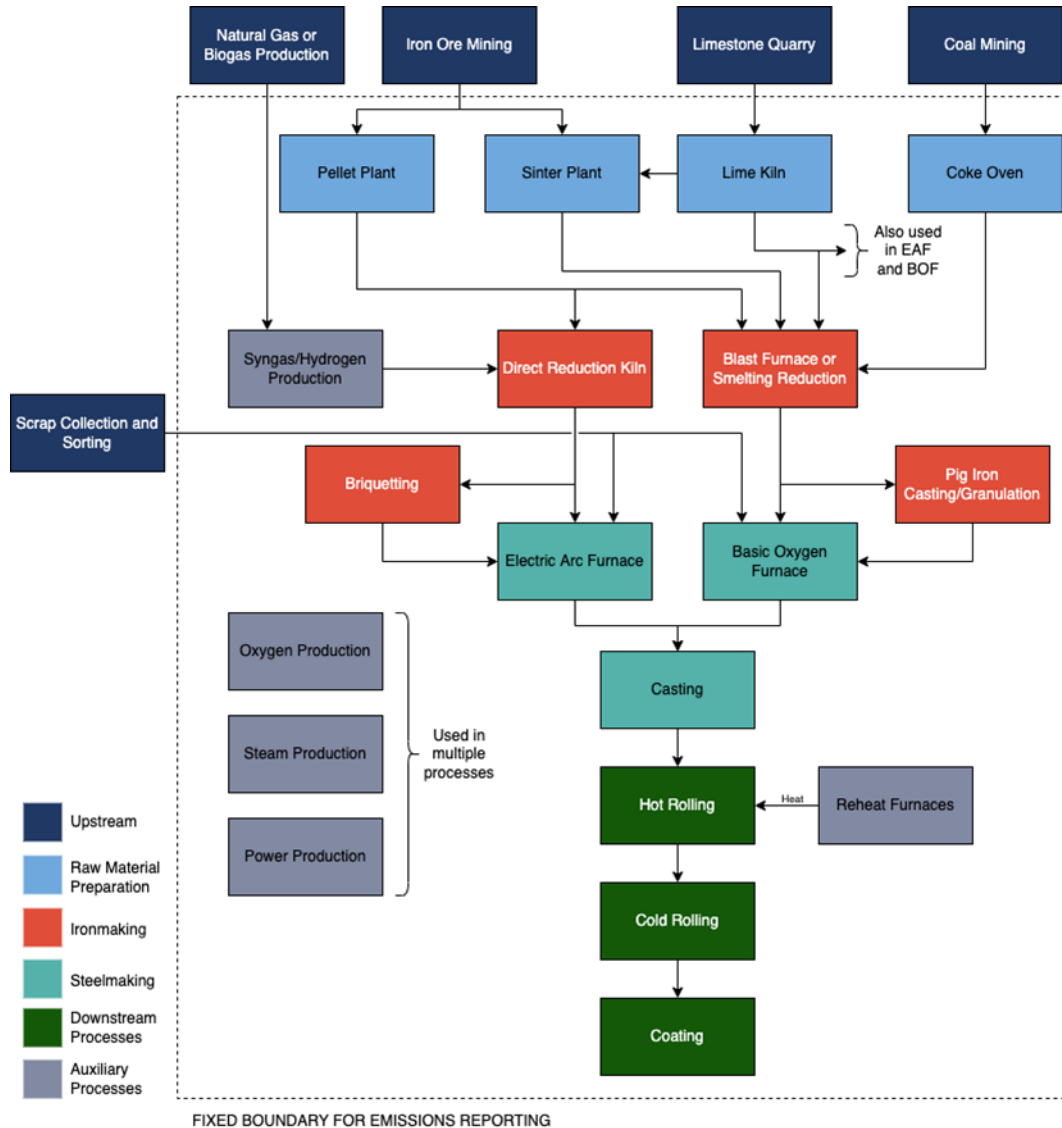 Natural Gas or
Biogas Production
Iron Ore Mining
Limestone Quarry
Coal Mining
Pellet Plant
Sinter Plant
Lime Kiln
Coke Oven
Also used
in EAF
and BOF
Syngas/Hydrogen
Production
Direct Reduction Kiln
Blast Furnace or
Smelting Reduction
Scrap Collection and
Sorting
Briquetting
Pig Iron
Casting/Granulation
Electric Arc Furnace
Basic Oxygen
Furnace
Oxygen Production
Casting
Steam Production
Used in
multiple
processes
Hot Rolling
Heat
Reheat Furnaces
Power Production
Cold Rolling
Coating
Upstream
Raw Material
Preparation
Ironmaking
Steelmaking
Downstream
Processes
Auxiliary
Processes
FIXED BOUNDARY FOR EMISSIONS REPORTING